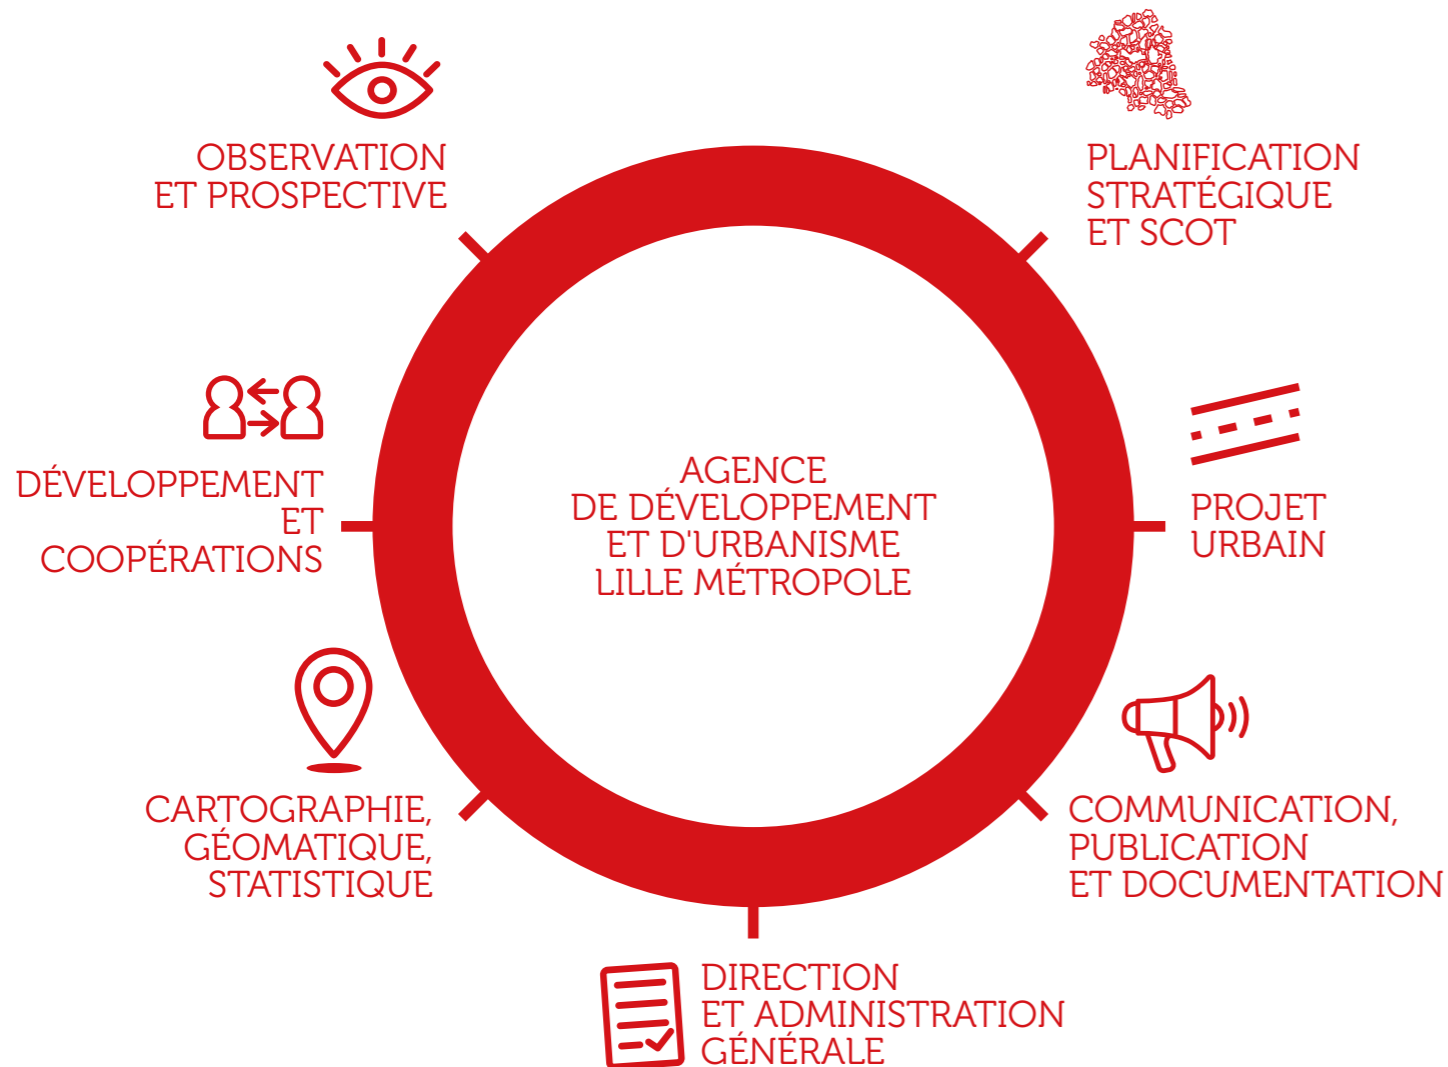 OBSERVATION
ET PROSPECTIVE
PLANIFICATION
STRATÉGIQUE
ET SCOT
DÉVELOPPEMENT
ET
COOPÉRATIONS
AGENCE
DE DÉVELOPPEMENT
ET D'URBANISME
LILLE MÉTROPOLE
PROJET
URBAIN
CARTOGRAPHIE,
GÉOMATIQUE,
STATISTIQUE
COMMUNICATION,
PUBLICATION
ET DOCUMENTATION
DIRECTION
ET ADMINISTRATION
GÉNÉRALE